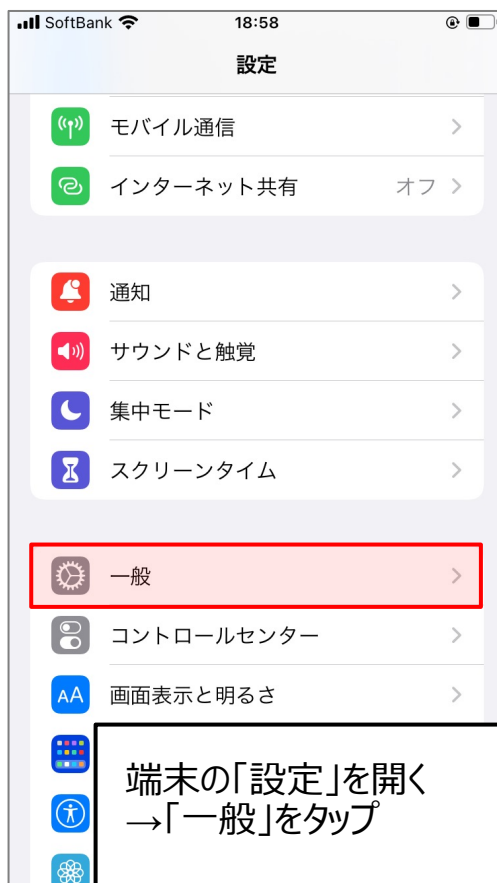 SoftBank 18:58
設定
モバイル通信
インターネット共有 オフ
通知
サウンドと触覚
集中モード
スクリーンタイム
一般
コントロールセンター
AA 画面表示と明るさ
端末の「設定」を開く
→「一般」をタップ